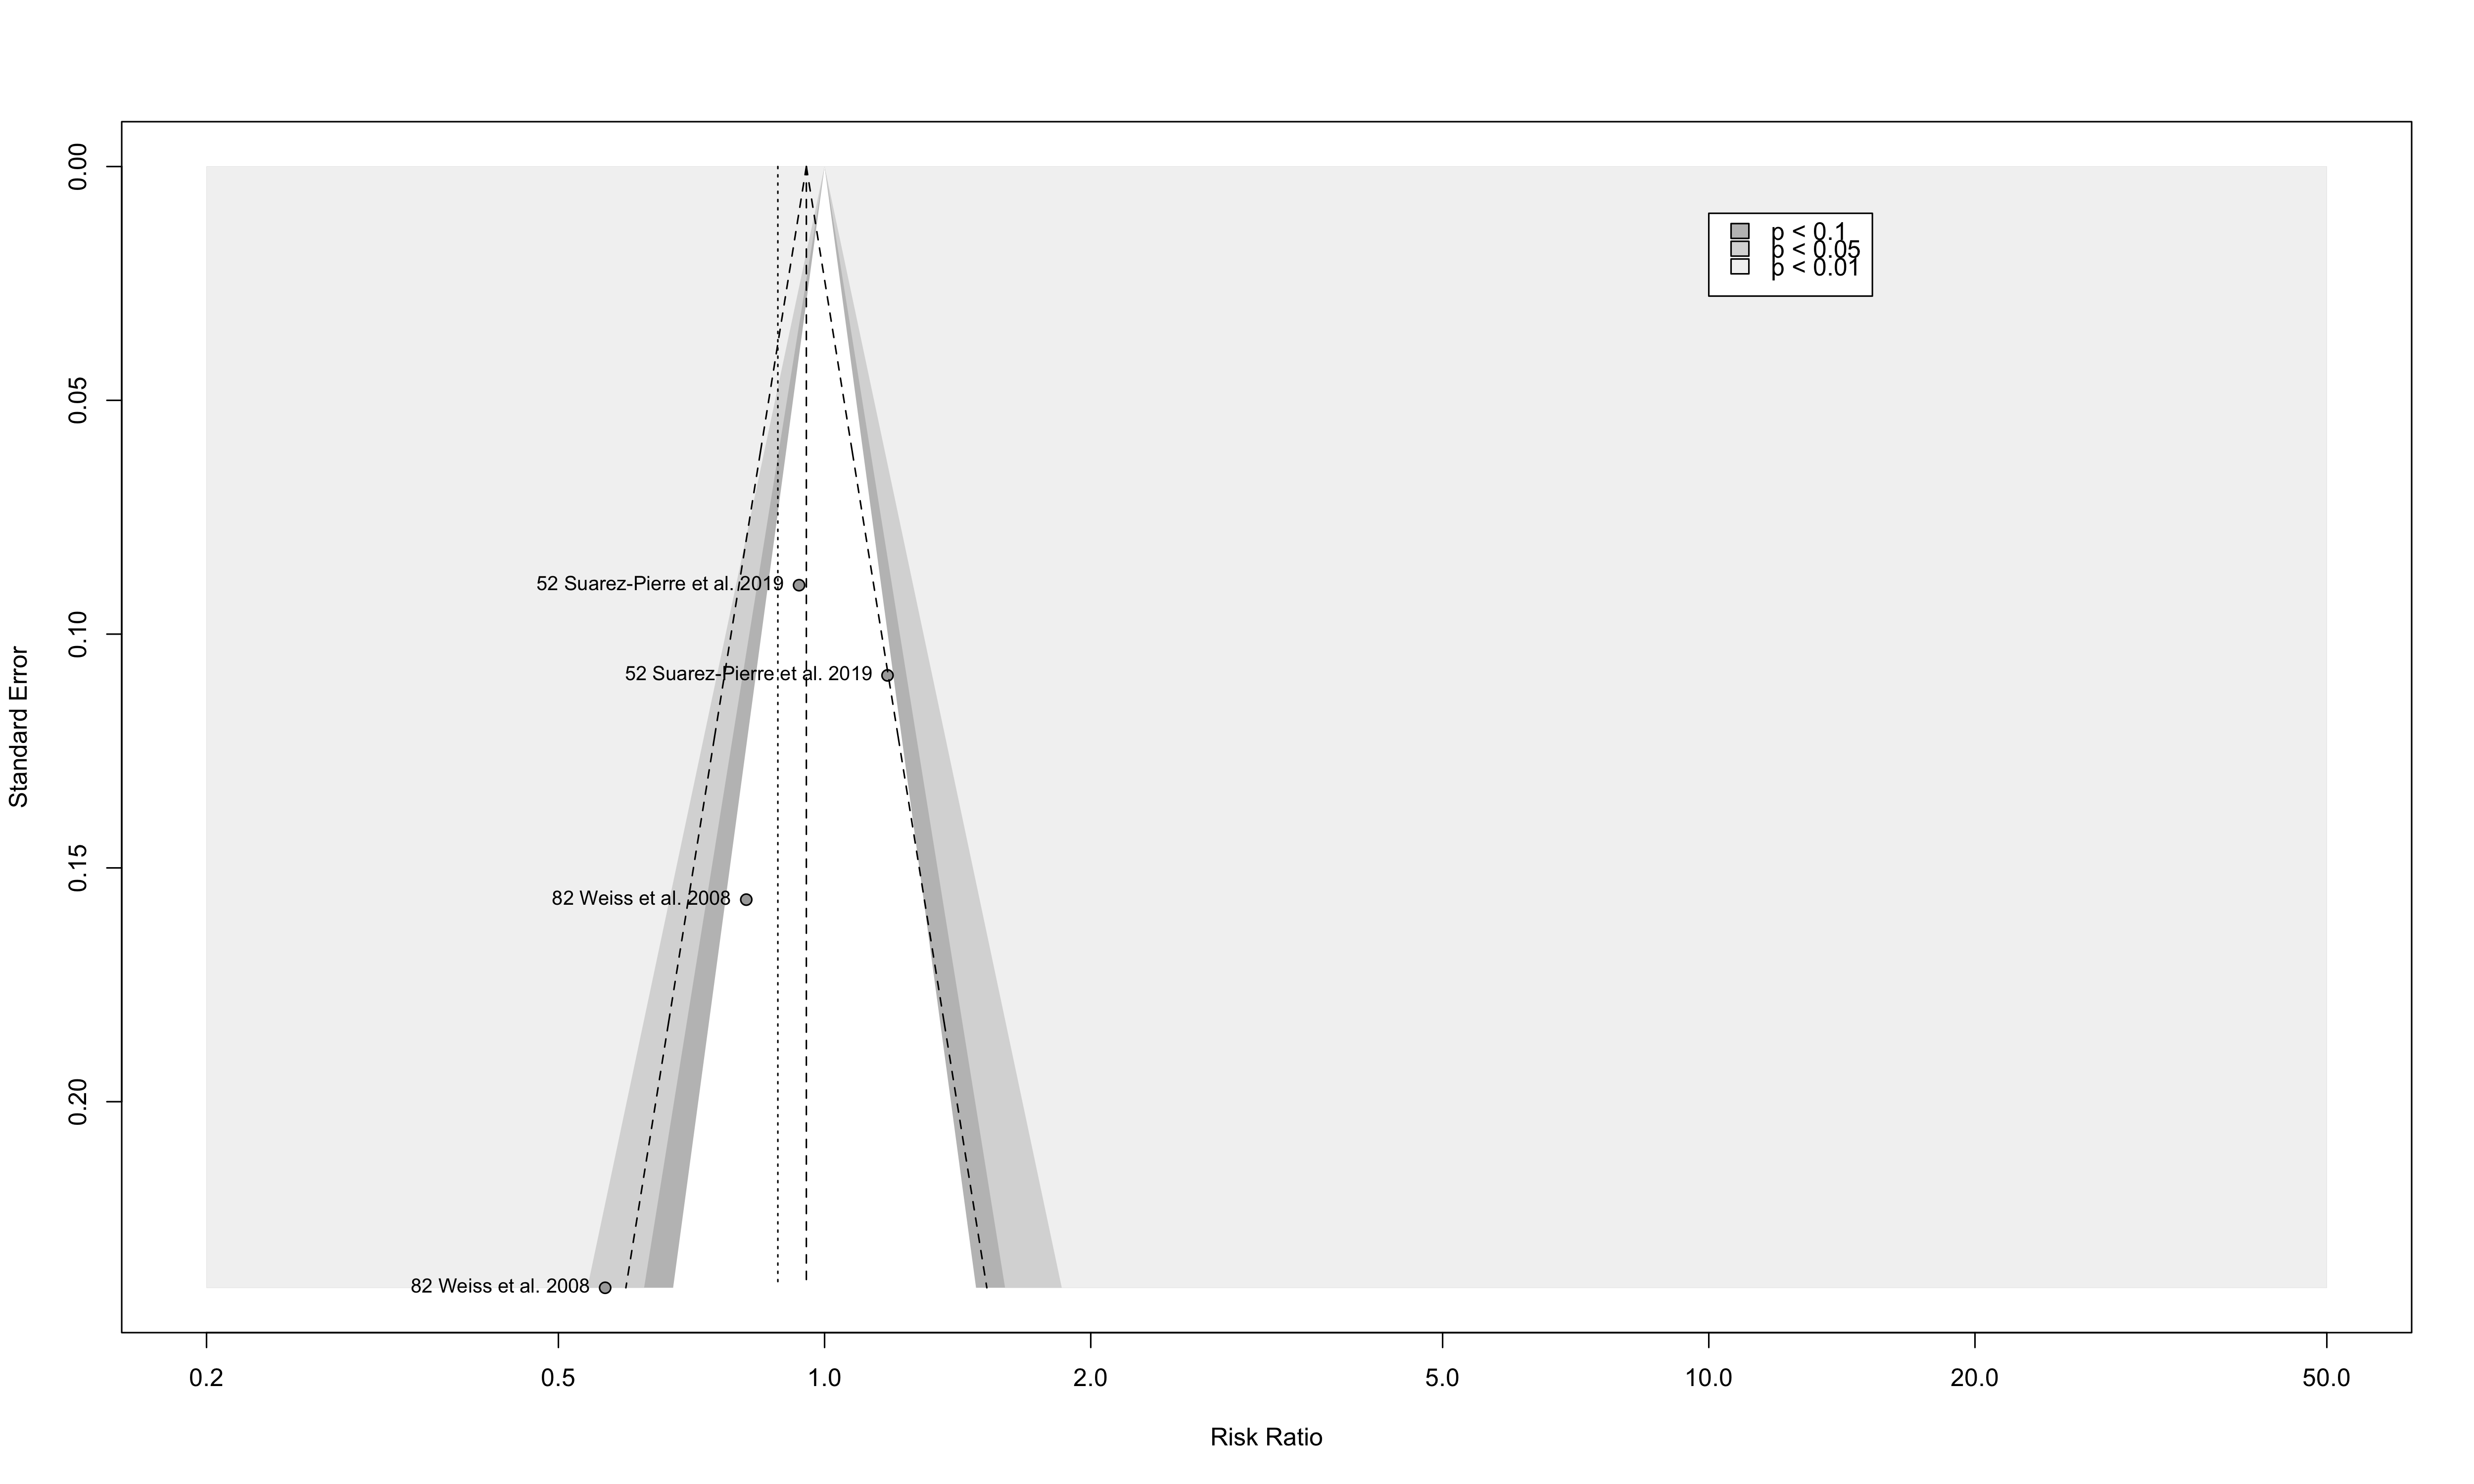 0.00
0.05
0.10
0.15
0.20
Standard Error
p < 0.1
p < 0.05
p < 0.01
52 Suarez-Pierre et al. 2019
52 Suarez-Pierre et al. 2019
82 Weiss et al. 2008
82 Weiss et al. 2008
0.2 0.5 1.0 2.0 5.0 10.0 20.0 50.0
Risk Ratio